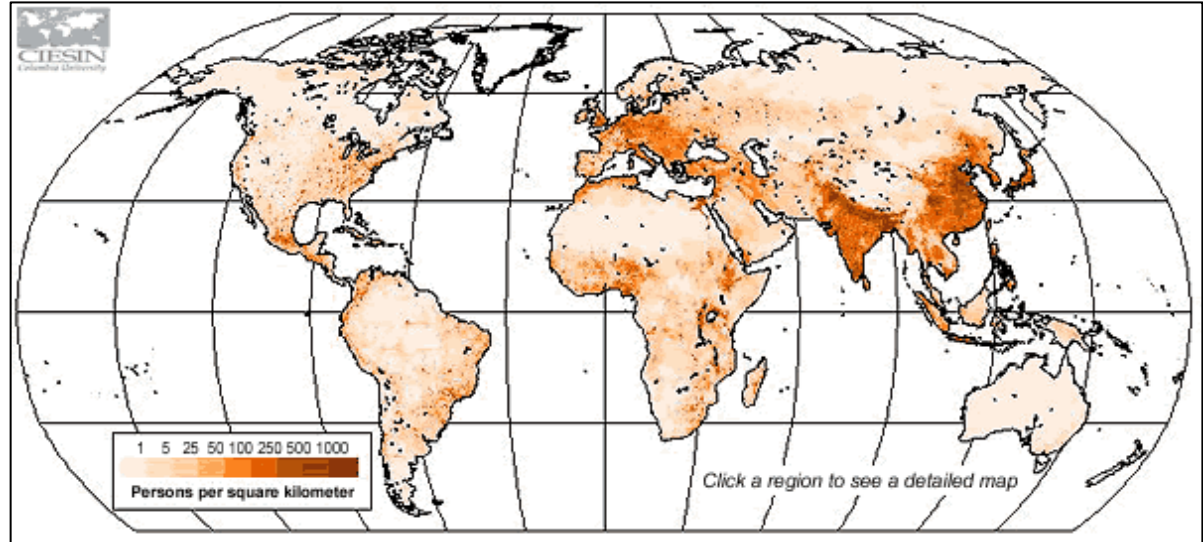 CIESIN
Columbia University
1 5 25 50 100 250 500 1000
Persons per square kilometer
Click a region to see a detailed map